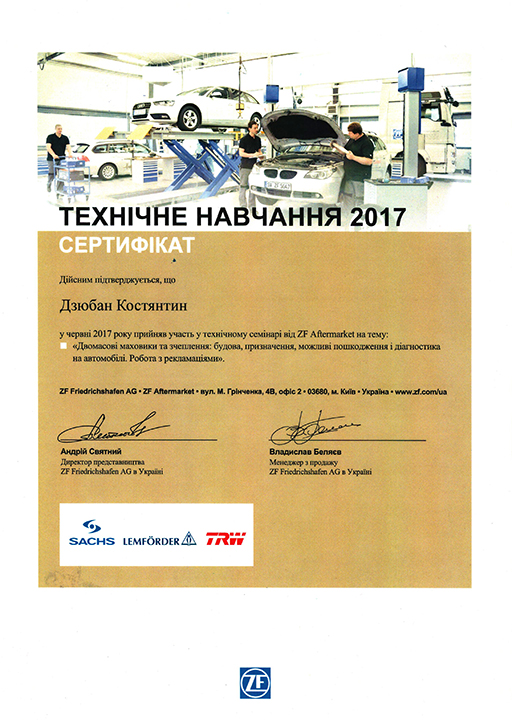 ТЕХНІЧНЕ НАВЧАННЯ 2017
СЕРТИФІКАТ
Дійсним підтверджується, що
Дзюбан Костянтин
у червні 2017 року прийняв участь у технічному семінарі від ZF Aftermarket на тему:
«Двомасові маховики та зчеплення: будова, призначення, можливі пошкодження і діагностика
на автомобілі. Робота з рекламаціями».
ZF Friedrichshafen AG • ZF Aftermarket • вул. М. Грінченка, 4В, офіс 2 • 03680, м. Київ • Україна • www.zf.com/ua
Андрій Святний
Директор представництва
ZF Friedrichshafen AG в Україні
Владислав Беляєв
Менеджер з продажу
ZF Friedrichshafen AG в Україні
SACHS
LEMFÖRDER
TRW
ZF